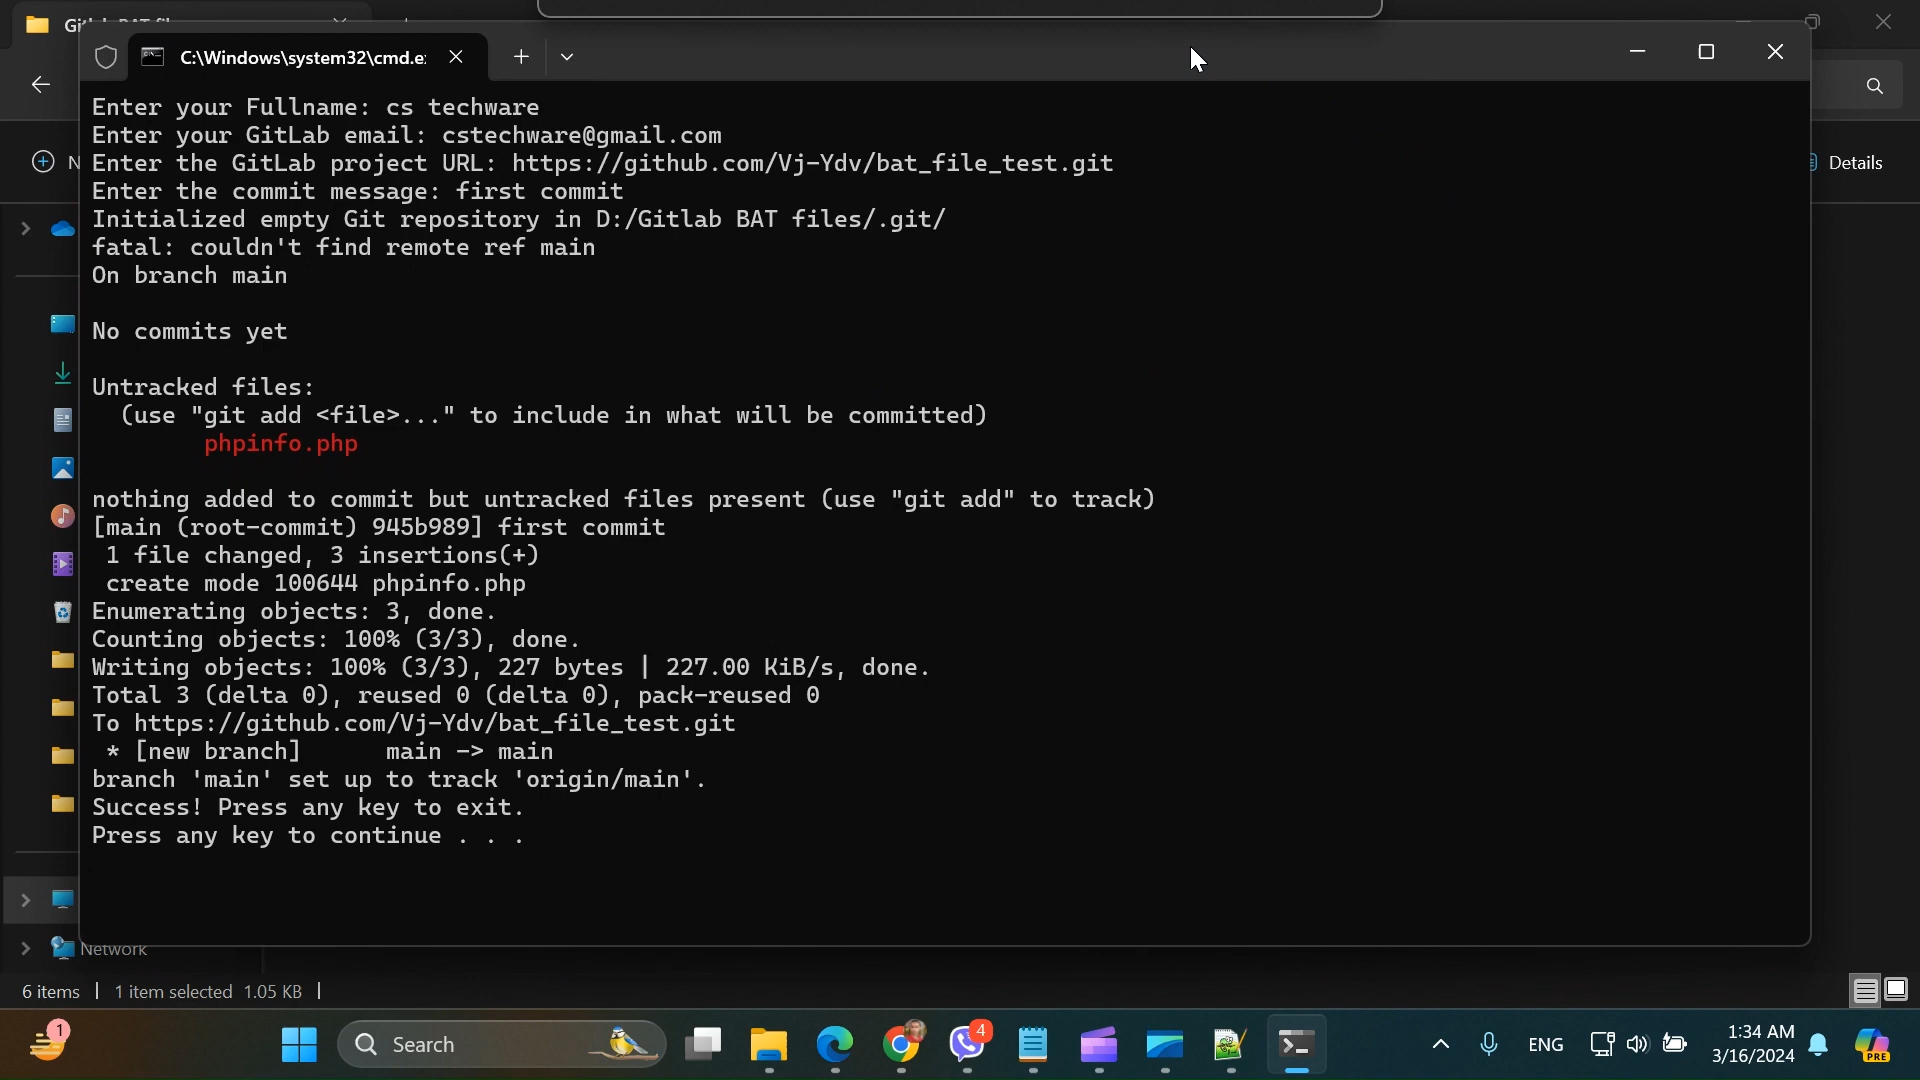 C:\Windows\system32\cmd.e
Enter your Fullname: cs techware
Enter your GitLab email: cstechware@gmail.com
Enter the GitLab project URL: https://github.com/Vj-Ydv/bat_file_test.git
Enter the commit message: first commit
Initialized empty Git repository in D:/Gitlab BAT files/.git/
fatal: couldn't find remote ref main
On branch main
No commits yet
Untracked files:
(use "git add <file>..." to include in what will be committed)
phpinfo.php
nothing added to commit but untracked files present (use "git add" to track)
[main (root-commit) 945b989] first commit
1 file changed, 3 insertions(+)
create mode 100644 phpinfo.php
Enumerating objects: 3, done.
Counting objects: 100% (3/3), done.
Writing objects: 100% (3/3), 227 bytes | 227.00 KiB/s, done.
Total 3 (delta 0), reused 0 (delta 0), pack-reused 0
To https://github.com/Vj-Ydv/bat_file_test.git
* [new branch] main -> main
branch 'main' set up to track 'origin/main'.
Success! Press any key to exit.
Press any key to continue . . .
Details
Network
6 items | 1 item selected 1.05 KB |
1
Search
4
ENG
1:34 AM
3/16/2024
PRE